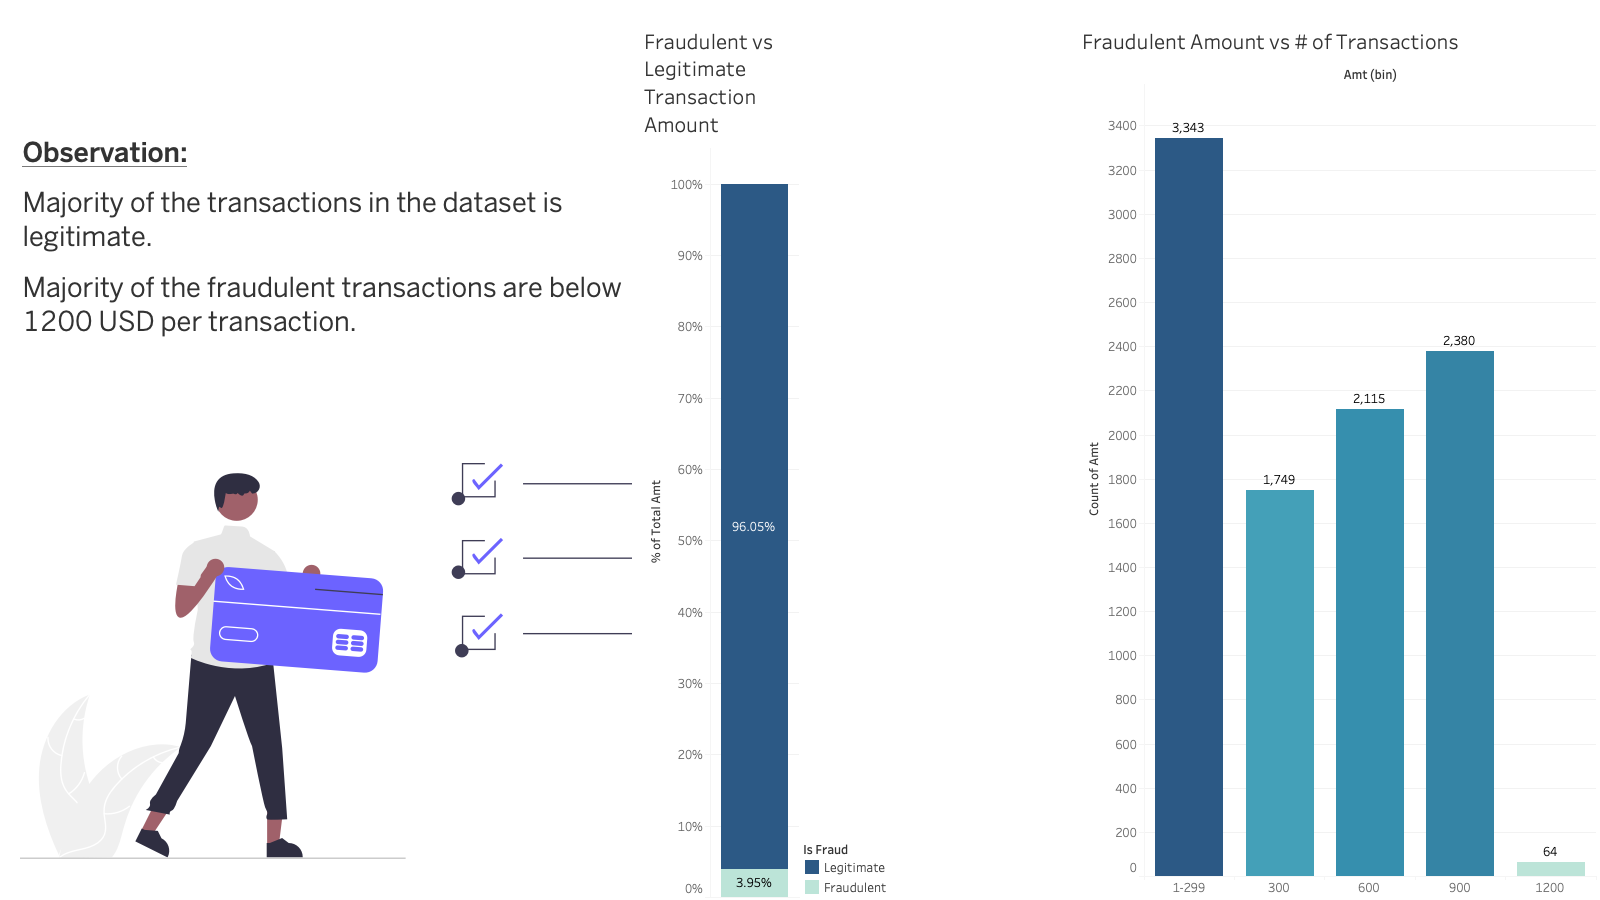 Observation:
Majority of the transactions in the dataset is
legitimate.
Majority of the fraudulent transactions are below
1200 USD per transaction.
Fraudulent vs
Legitimate
Transaction
Amount
% of Total Amt
100%
90%
80%
70%
60%
50%
40%
30%
20%
10%
0%
96.05%
3.95%
Is Fraud
Legitimate
Fraudulent
Fraudulent Amount vs # of Transactions
Amt (bin)
Count of Amt
3400
3200
3000
2800
2600
2400
2200
2000
1800
1600
1400
1200
1000
800
600
400
200
0
3,343
1,749
2,115
2,380
64
1-299
300
600
900
1200